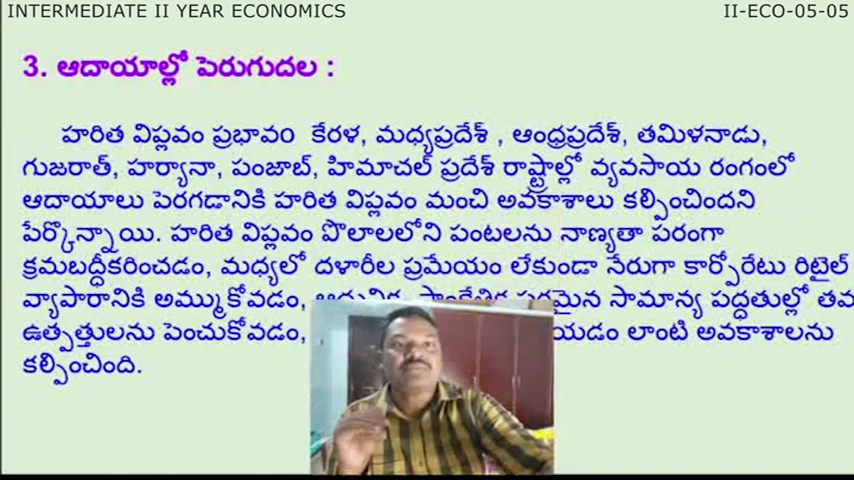 INTERMEDIATE II YEAR ECONOMICS
II-ECO-05-05
3. ఆదాయాల్లో పెరుగుదల :
హరిత విప్లవం ప్రభావం కేరళ, మధ్యప్రదేశ్ , ఆంధ్రప్రదేశ్, తమిళనాడు,
గుజరాత్, హర్యానా, పంజాబ్, హిమాచల్ ప్రదేశ్ రాష్ట్రాల్లో వ్యవసాయ రంగంలో
ఆదాయాలు పెరగడానికి హరిత విప్లవం మంచి అవకాశాలు కల్పించిందని
పేర్కొన్నాయి. హరిత విప్లవం పొలాలలోని పంటలను నాణ్యతా పరంగా
క్రమబద్ధీకరించడం, మధ్యలో దళారీల ప్రమేయం లేకుండా నేరుగా కార్పోరేటు రిటైల్
వ్యాపారానికి అమ్ముకోవడం, సామాన్య పద్ధతుల్లో
ఉత్పత్తులను పెంచుకోవడం, లాంటి అవకాశాలను
కల్పించింది.